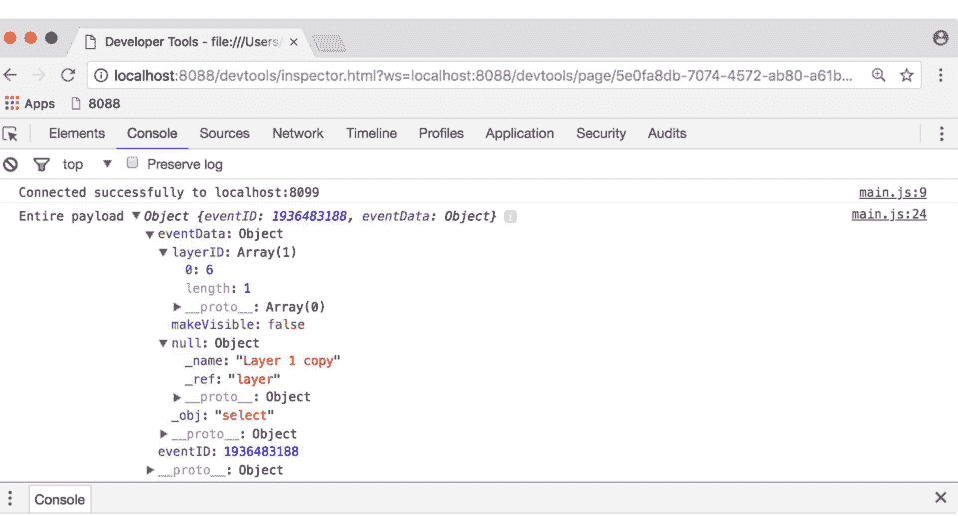 Developer Tools - file:///Users/ ×
localhost:8088/devtools/inspector.html?ws=localhost:8088/devtools/page/5e0fa8db-7074-4572-ab80-a61b...
Apps 8088
Elements Console Sources Network Timeline Profiles Application Security Audits
top ▼ Preserve log
Connected successfully to localhost:8099 main.js:9
Entire payload ▼Object {eventID: 1936483188, eventData: Object} i main.js:24
▼eventData: Object
▼layerID: Array(1)
0: 6
length: 1
▶__proto__: Array(0)
makeVisible: false
▼null: Object
_name: "Layer 1 copy"
_ref: "layer"
▶__proto__: Object
_obj: "select"
▶__proto__: Object
eventID: 1936483188
▶__proto__: Object
Console ×